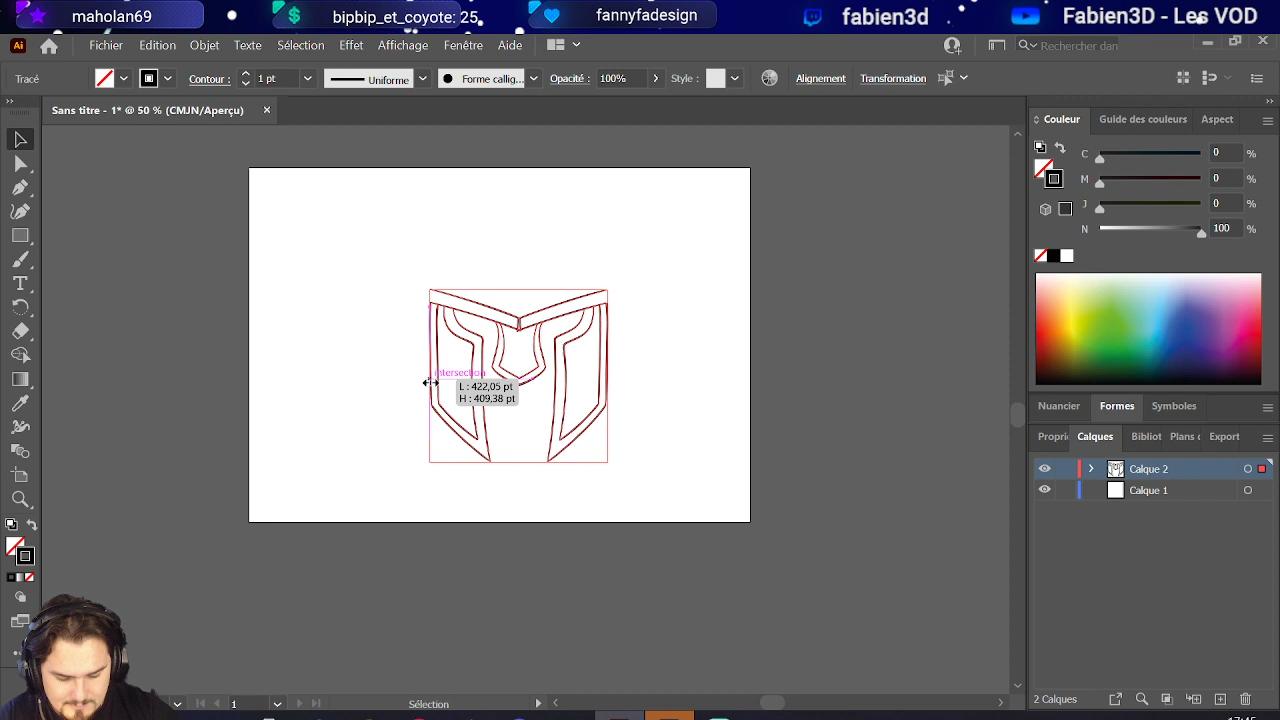 maholan69
bipbip_et_coyote: 25
fannyfadesign
fabien3d
Fabien3D - Les VOD
Ai
Fichier Edition Objet Texte Sélection Effet Affichage Fenêtre Aide
Rechercher dan
Tracé
Contour :
1 pt
Uniforme
Forme callig...
Opacité :
100%
Style :
Alignement
Transformation
Sans titre - 1* @ 50 % (CMJN/Aperçu)
Couleur
Guide des couleurs
Aspect
C 0 %
M 0 %
J 0 %
N 100 %
intersection
L : 422,05 pt
H : 409,38 pt
Nuancier
Formes
Symboles
Propri
Calques
Bibliot
Plans
Export
Calque 2
Calque 1
1
Sélection
2 Calques